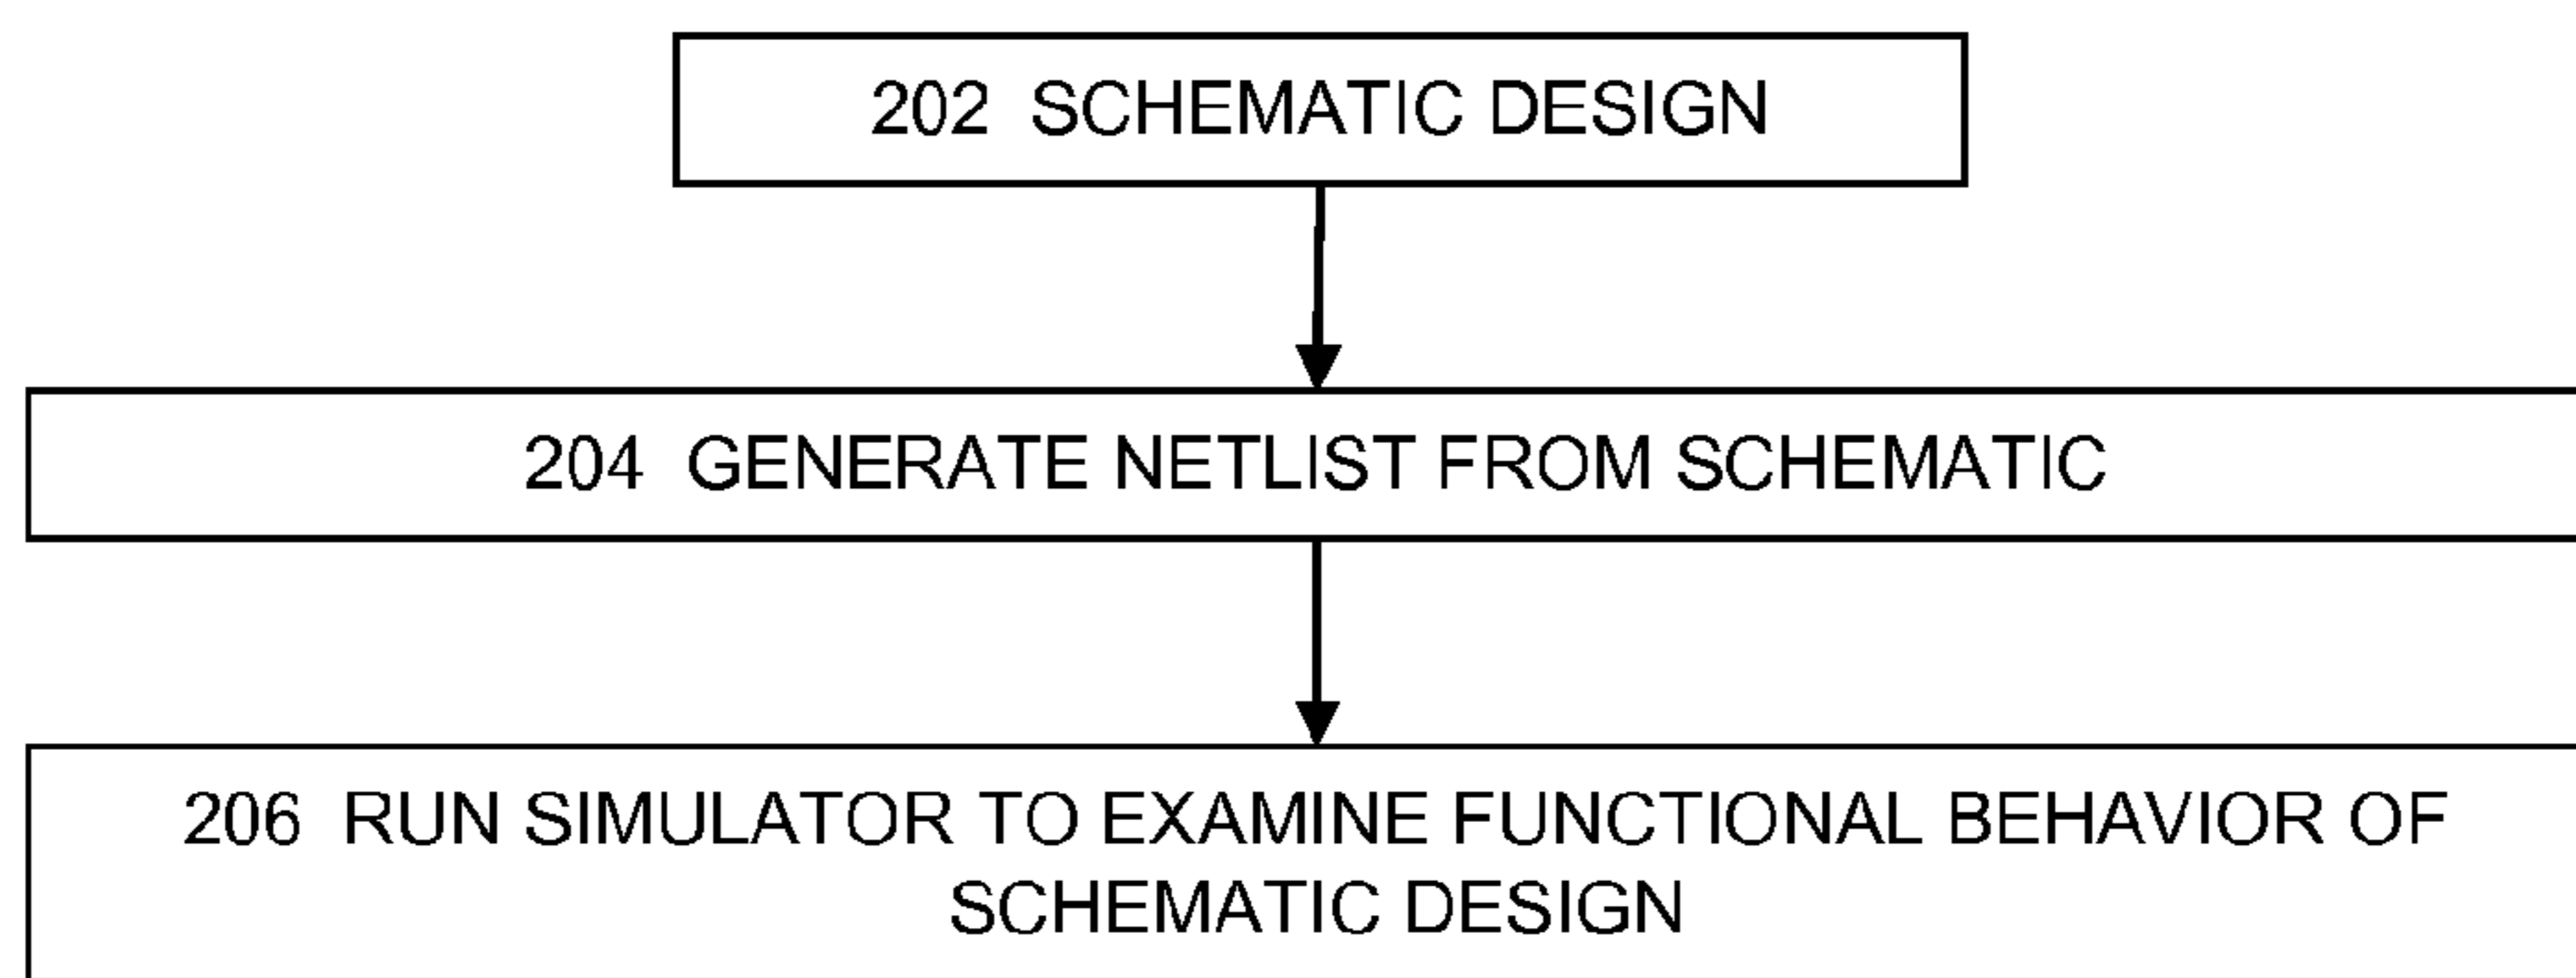 202 SCHEMATIC DESIGN
204 GENERATE NETLIST FROM SCHEMATIC
206 RUN SIMULATOR TO EXAMINE FUNCTIONAL BEHAVIOR OF
SCHEMATIC DESIGN